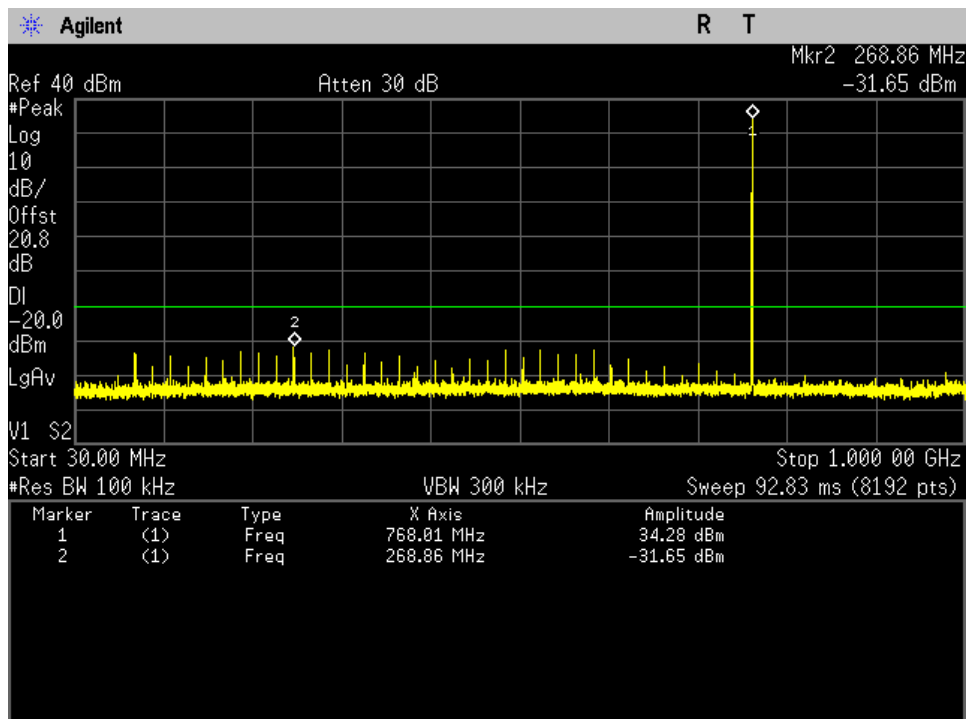 Agilent R T
Mkr2 268.86 MHz
Ref 40 dBm Atten 30 dB −31.65 dBm
#Peak
Log
10
dB/
Offst
20.8
dB
DI
−20.0
dBm
LgAv
V1 S2
1
2
Start 30.00 MHz Stop 1.000 00 GHz
#Res BW 100 kHz VBW 300 kHz Sweep 92.83 ms (8192 pts)
Marker Trace Type X Axis Amplitude
1 (1) Freq 768.01 MHz 34.28 dBm
2 (1) Freq 268.86 MHz −31.65 dBm